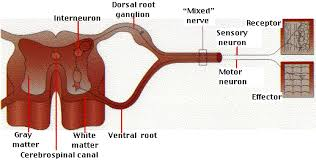 Dorsal root
ganglion
Interneuron
"Mixed"
nerve
Sensory
neuron
Receptor
Motor
neuron
Effector
Gray
matter
White
matter
Ventral root
Cerebrospinal canal